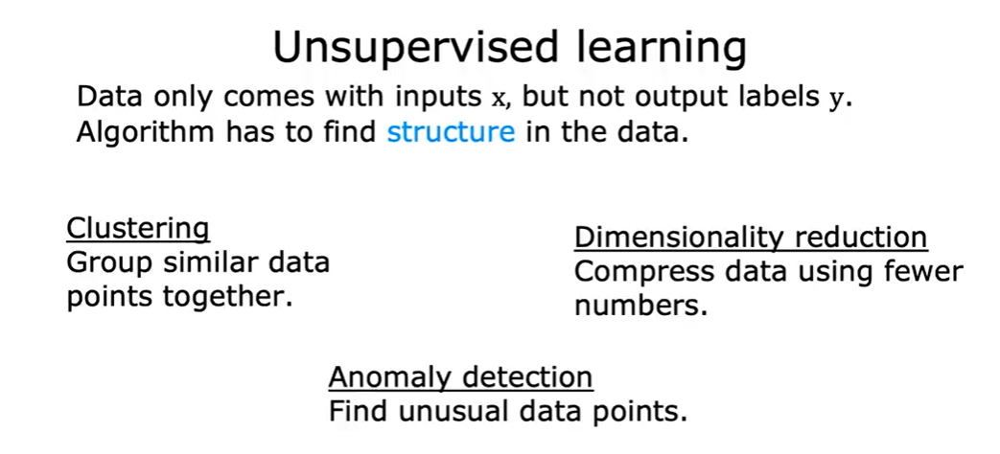 Unsupervised learning
Data only comes with inputs x, but not output labels y.
Algorithm has to find structure in the data.
Clustering
Group similar data
points together.
Dimensionality reduction
Compress data using fewer
numbers.
Anomaly detection
Find unusual data points.